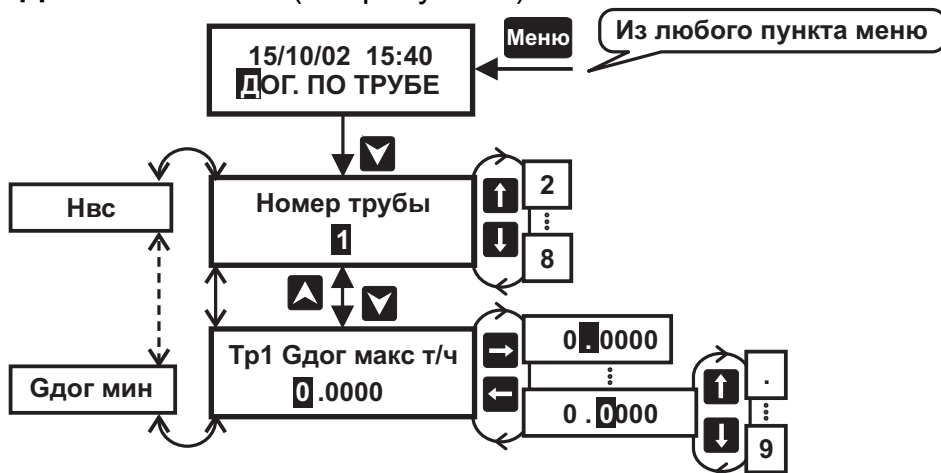 Меню
Из любого пункта меню
15/10/02 15:40
ДОГ. ПО ТРУБЕ
Нвс
Номер трубы
1
2
8
Тр1 Gдог макс т/ч
0.0000
0.0000
Gдог мин
0.0000
.
9